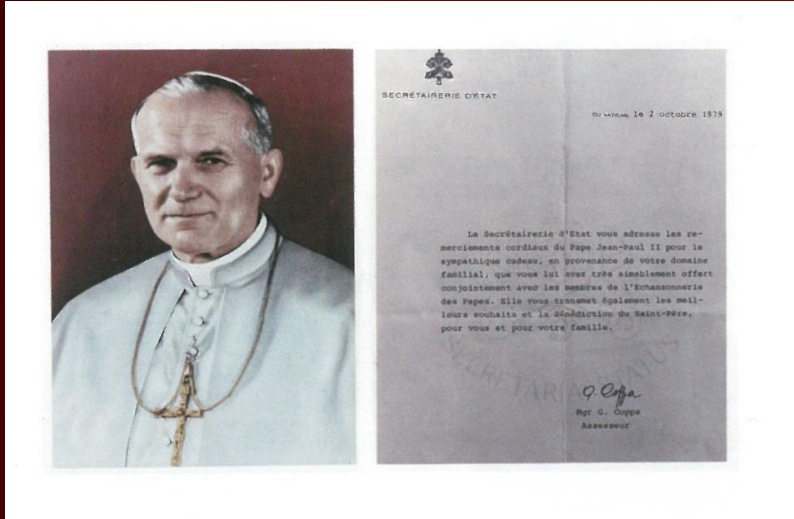 SECRÉTAIRERIE D'ÉTAT
DU VATICAN, le 2 octobre 1979
La Secrétairerie d'Etat vous adresse les re-
merciements cordiaux du Pape Jean-Paul II pour le
sympathique cadeau, en provenance de votre domaine
familial, que vous lui avez très aimablement offert
conjointement avec les membres de l'Echansonnerie
des Papes. Elle vous transmet également les meil-
leurs souhaits et la Bénédiction du Saint-Père,
pour vous et pour votre famille.
SECRETARIA STATUS
G. Coppa
Mgr G. Coppa
Assesseur